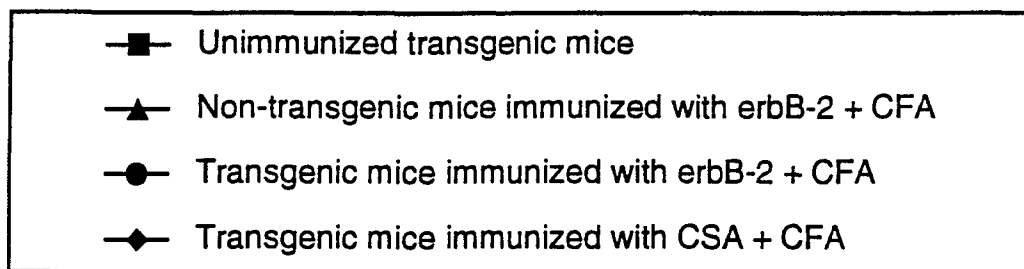 Unimmunized transgenic mice
Non-transgenic mice immunized with erbB-2 + CFA
Transgenic mice immunized with erbB-2 + CFA
Transgenic mice immunized with CSA + CFA